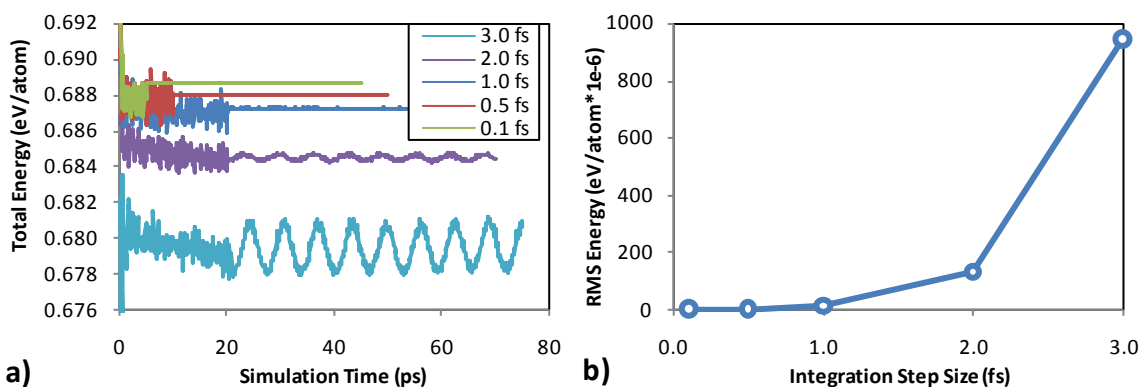 0.692
0.690
0.688
0.686
0.684
0.682
0.680
0.678
0.676
Total Energy (eV/atom)
0 20 40 60 80
Simulation Time (ps)
3.0 fs
2.0 fs
1.0 fs
0.5 fs
0.1 fs
a)
1000
800
600
400
200
0
RMS Energy (eV/atom*1e-6)
0.0 1.0 2.0 3.0
Integration Step Size (fs)
b)